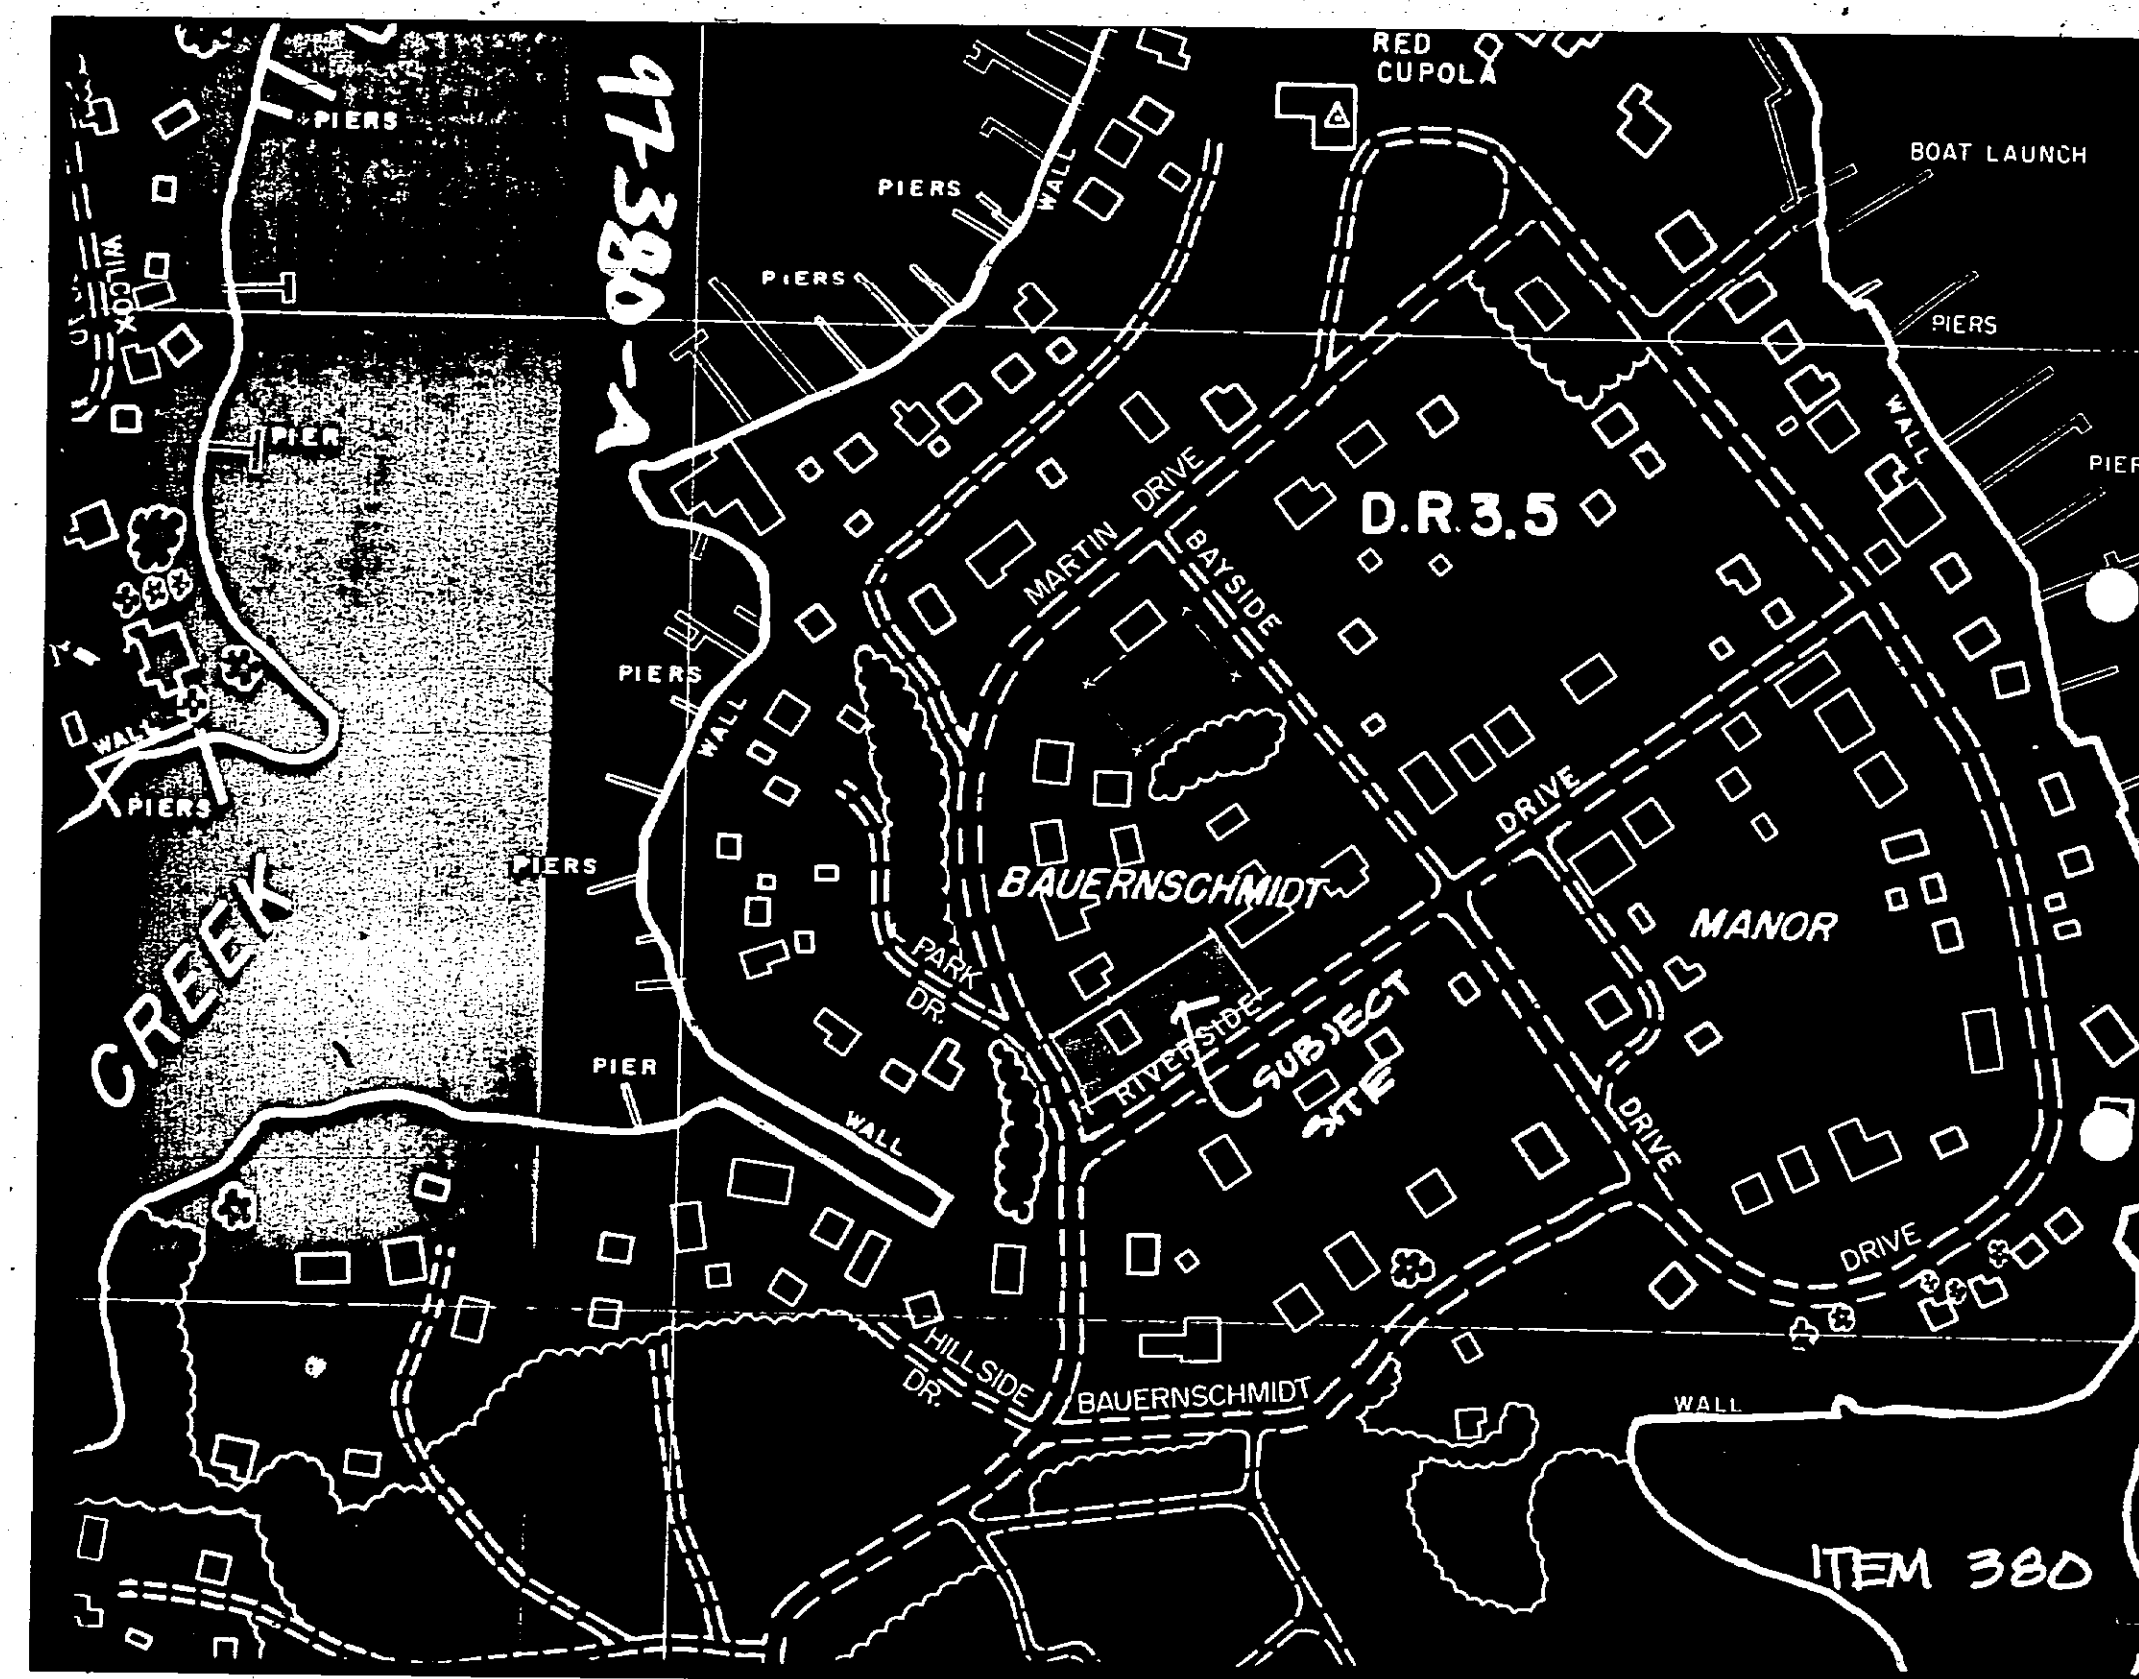 RED
CUPOLA
PIERS
BOAT LAUNCH
WALL
PIERS
97-380-A
WILCOX
PIERS
PIERS
WALL
PIER
PIER
DRIVE
D.R. 3.5
MARTIN
BAYSIDE
PIERS
WALL
WALL
DRIVE
PIERS
PIERS
BAUERNSCHMIDT
MANOR
CREEK
PARK
DR.
RIVERSIDE
SUBJECT
SITE
PIER
WALL
DRIVE
DRIVE
HILLSIDE
DR.
BAUERNSCHMIDT
WALL
ITEM 380